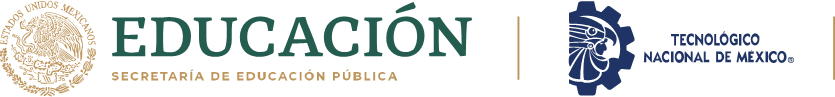 ESTADOS UNIDOS MEXICANOS
EDUCACIÓN
SECRETARÍA DE EDUCACIÓN PÚBLICA
TECNOLÓGICO
NACIONAL DE MÉXICO®